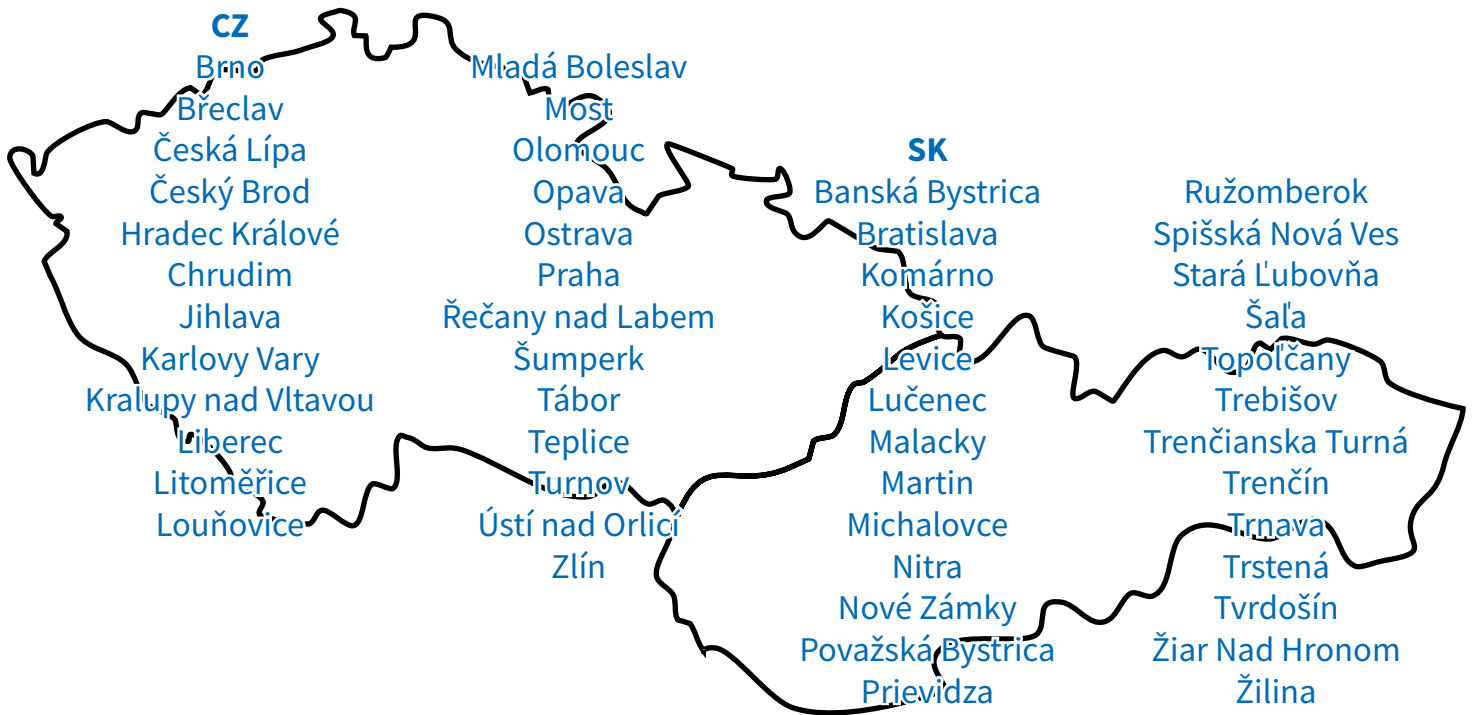 CZ
Brno
Břeclav
Česká Lípa
Český Brod
Hradec Králové
Chrudim
Jihlava
Karlovy Vary
Kralupy nad Vltavou
Liberec
Litoměřice
Louňovice
Mladá Boleslav
Most
Olomouc
Opava
Ostrava
Praha
Řečany nad Labem
Šumperk
Tábor
Teplice
Turnov
Ústí nad Orlicí
Zlín
SK
Banská Bystrica
Bratislava
Komárno
Košice
Levice
Lučenec
Malacky
Martin
Michalovce
Nitra
Nové Zámky
Považská Bystrica
Prievidza
Ružomberok
Spišská Nová Ves
Stará Ľubovňa
Šaľa
Topoľčany
Trebišov
Trenčianska Turná
Trenčín
Trnava
Trstená
Tvrdošín
Žiar Nad Hronom
Žilina